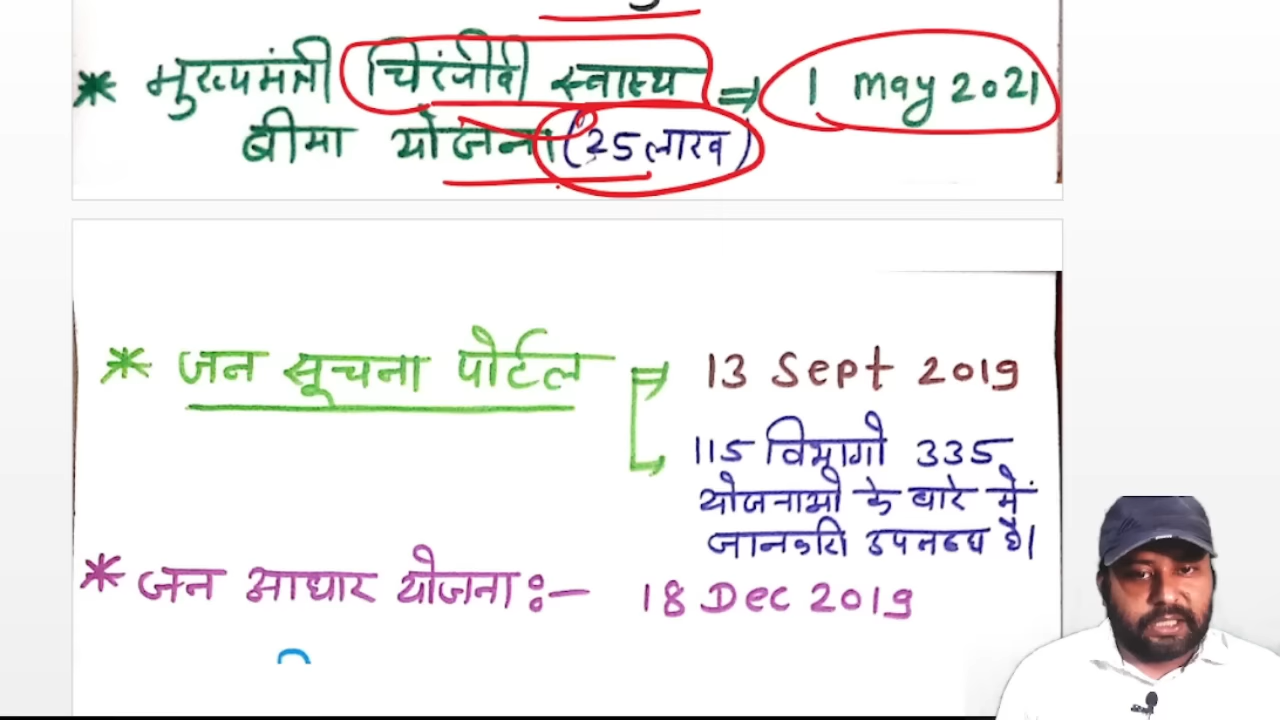 * मुख्यमंत्री चिरंजीवी स्वास्थ्य ⇒ 1 May 2021
बीमा योजना (25 लाख)
* जन सूचना पोर्टल ⇒ 13 Sept 2019
115 विभागो 335
योजनाओ के बारे में
जानकारी उपलब्ध है।
* जन आधार योजना :- 18 Dec 2019